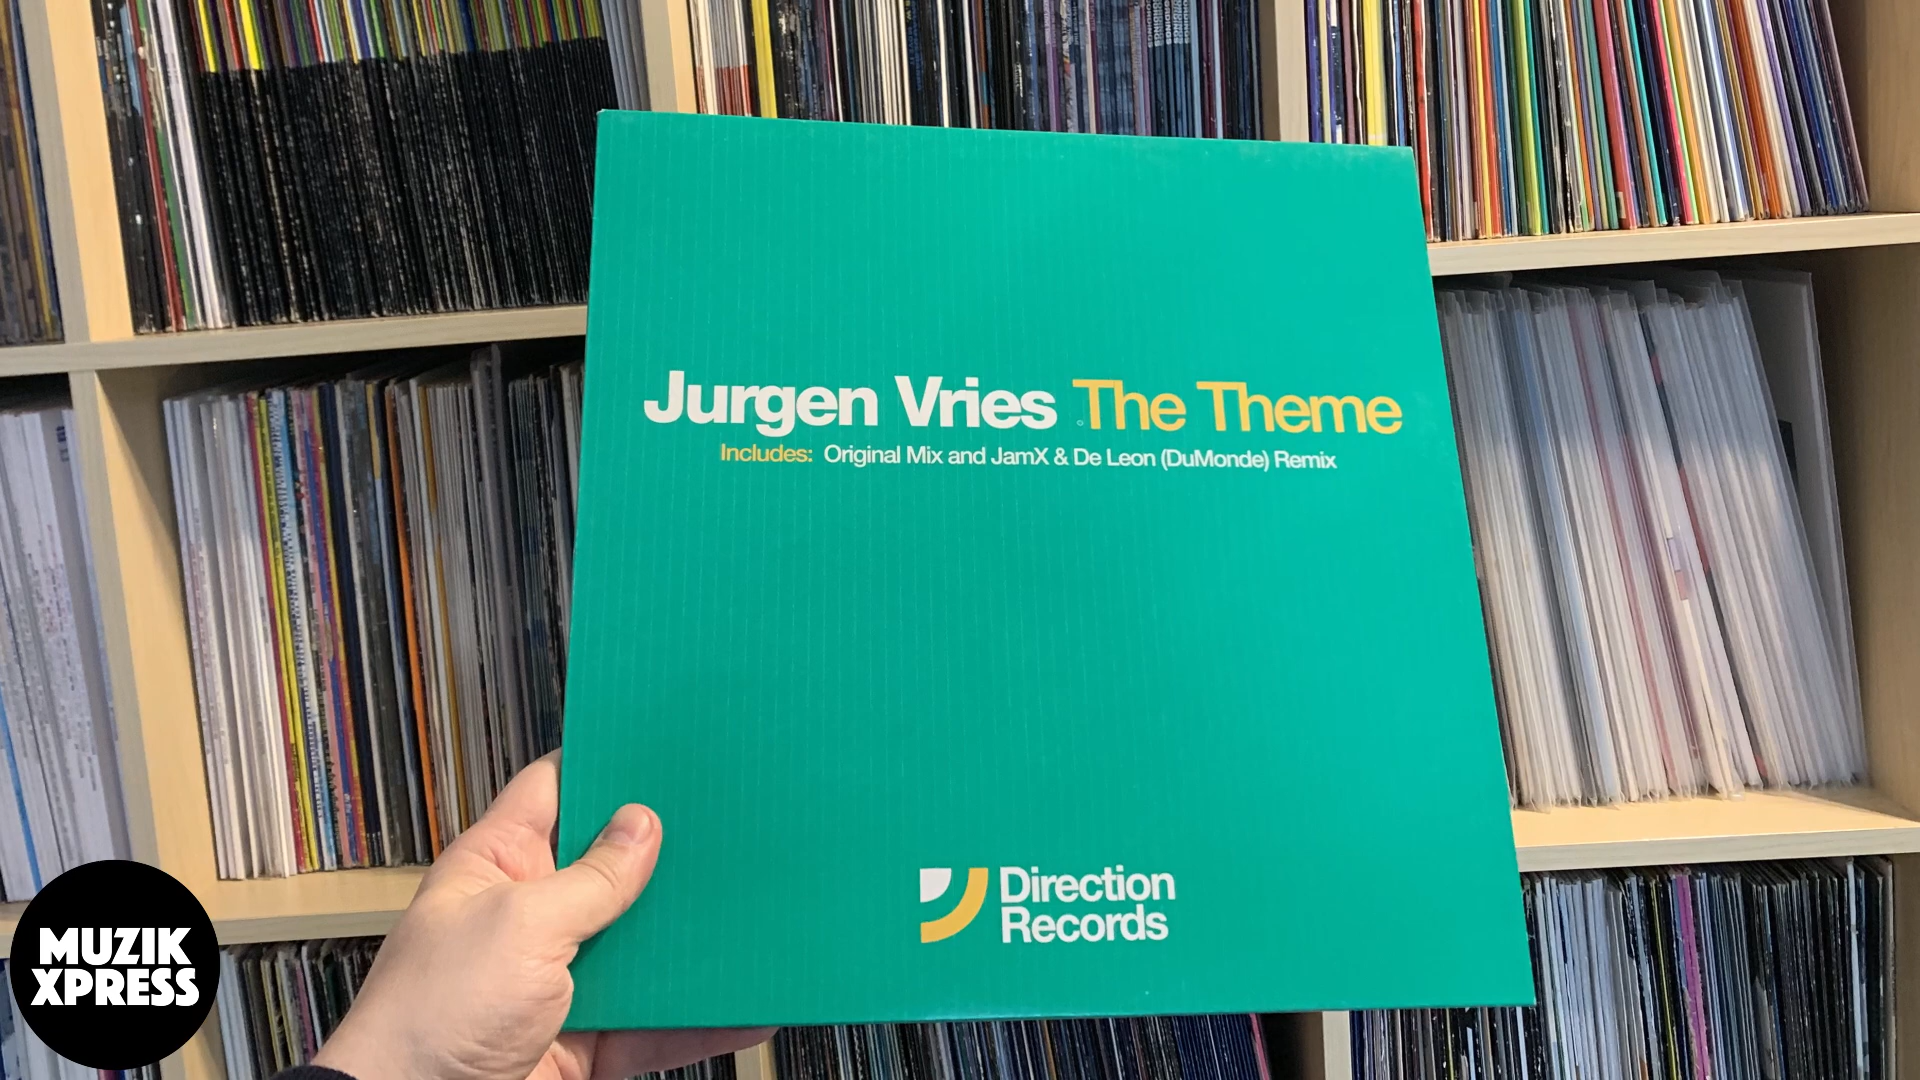 Jurgen Vries The Theme
Includes: Original Mix and JamX & De Leon (DuMonde) Remix
Direction
Records
MUZIK
XPRESS